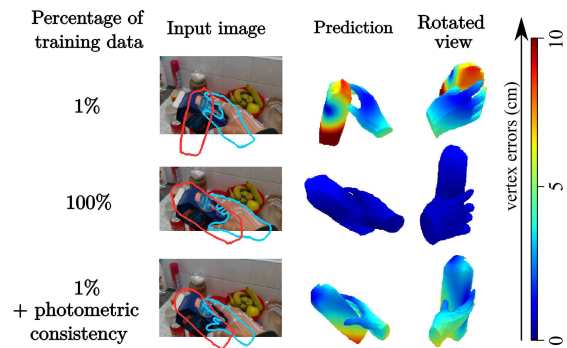 Percentage of
training data
Input image
Prediction
Rotated
view
1%
100%
1%
+ photometric
consistency
vertex errors (cm)
10
5
0